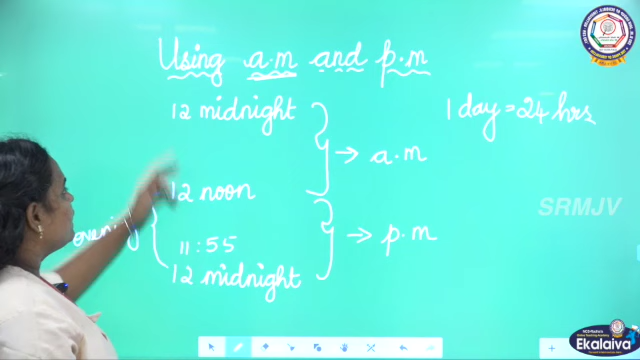 Using a.m and p.m
12 midnight
1 day = 24 hrs
→ a.m
12 noon
SRMJV
→ p.m
11:55
12 midnight
Ekalaiva